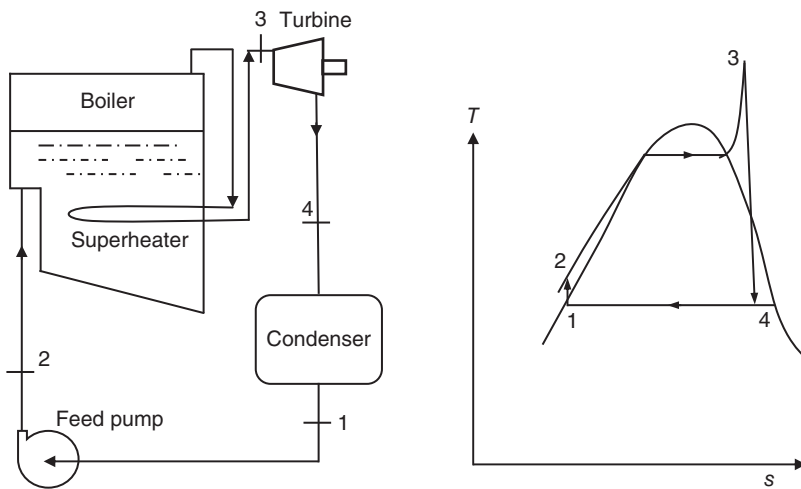 3
Turbine
Boiler
Superheater
4
Condenser
2
1
Feed pump
T
3
2
1
4
s